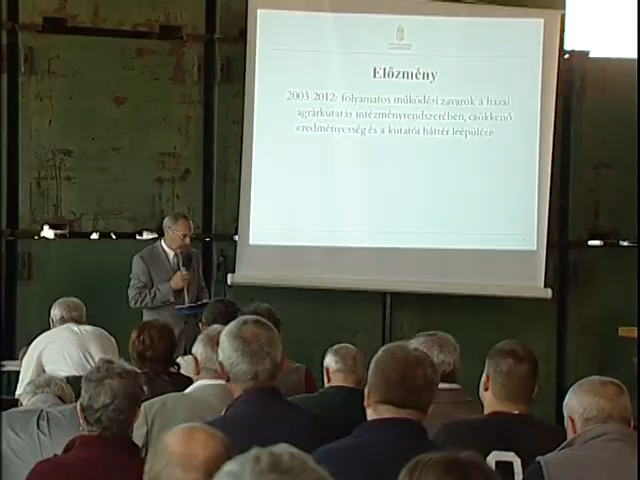 Előzmény
2003-2012: folyamatos működési zavarok a hazai
agrárkutatás intézményrendszerében, csökkenő
eredményesség és a kutatói háttér leépülése